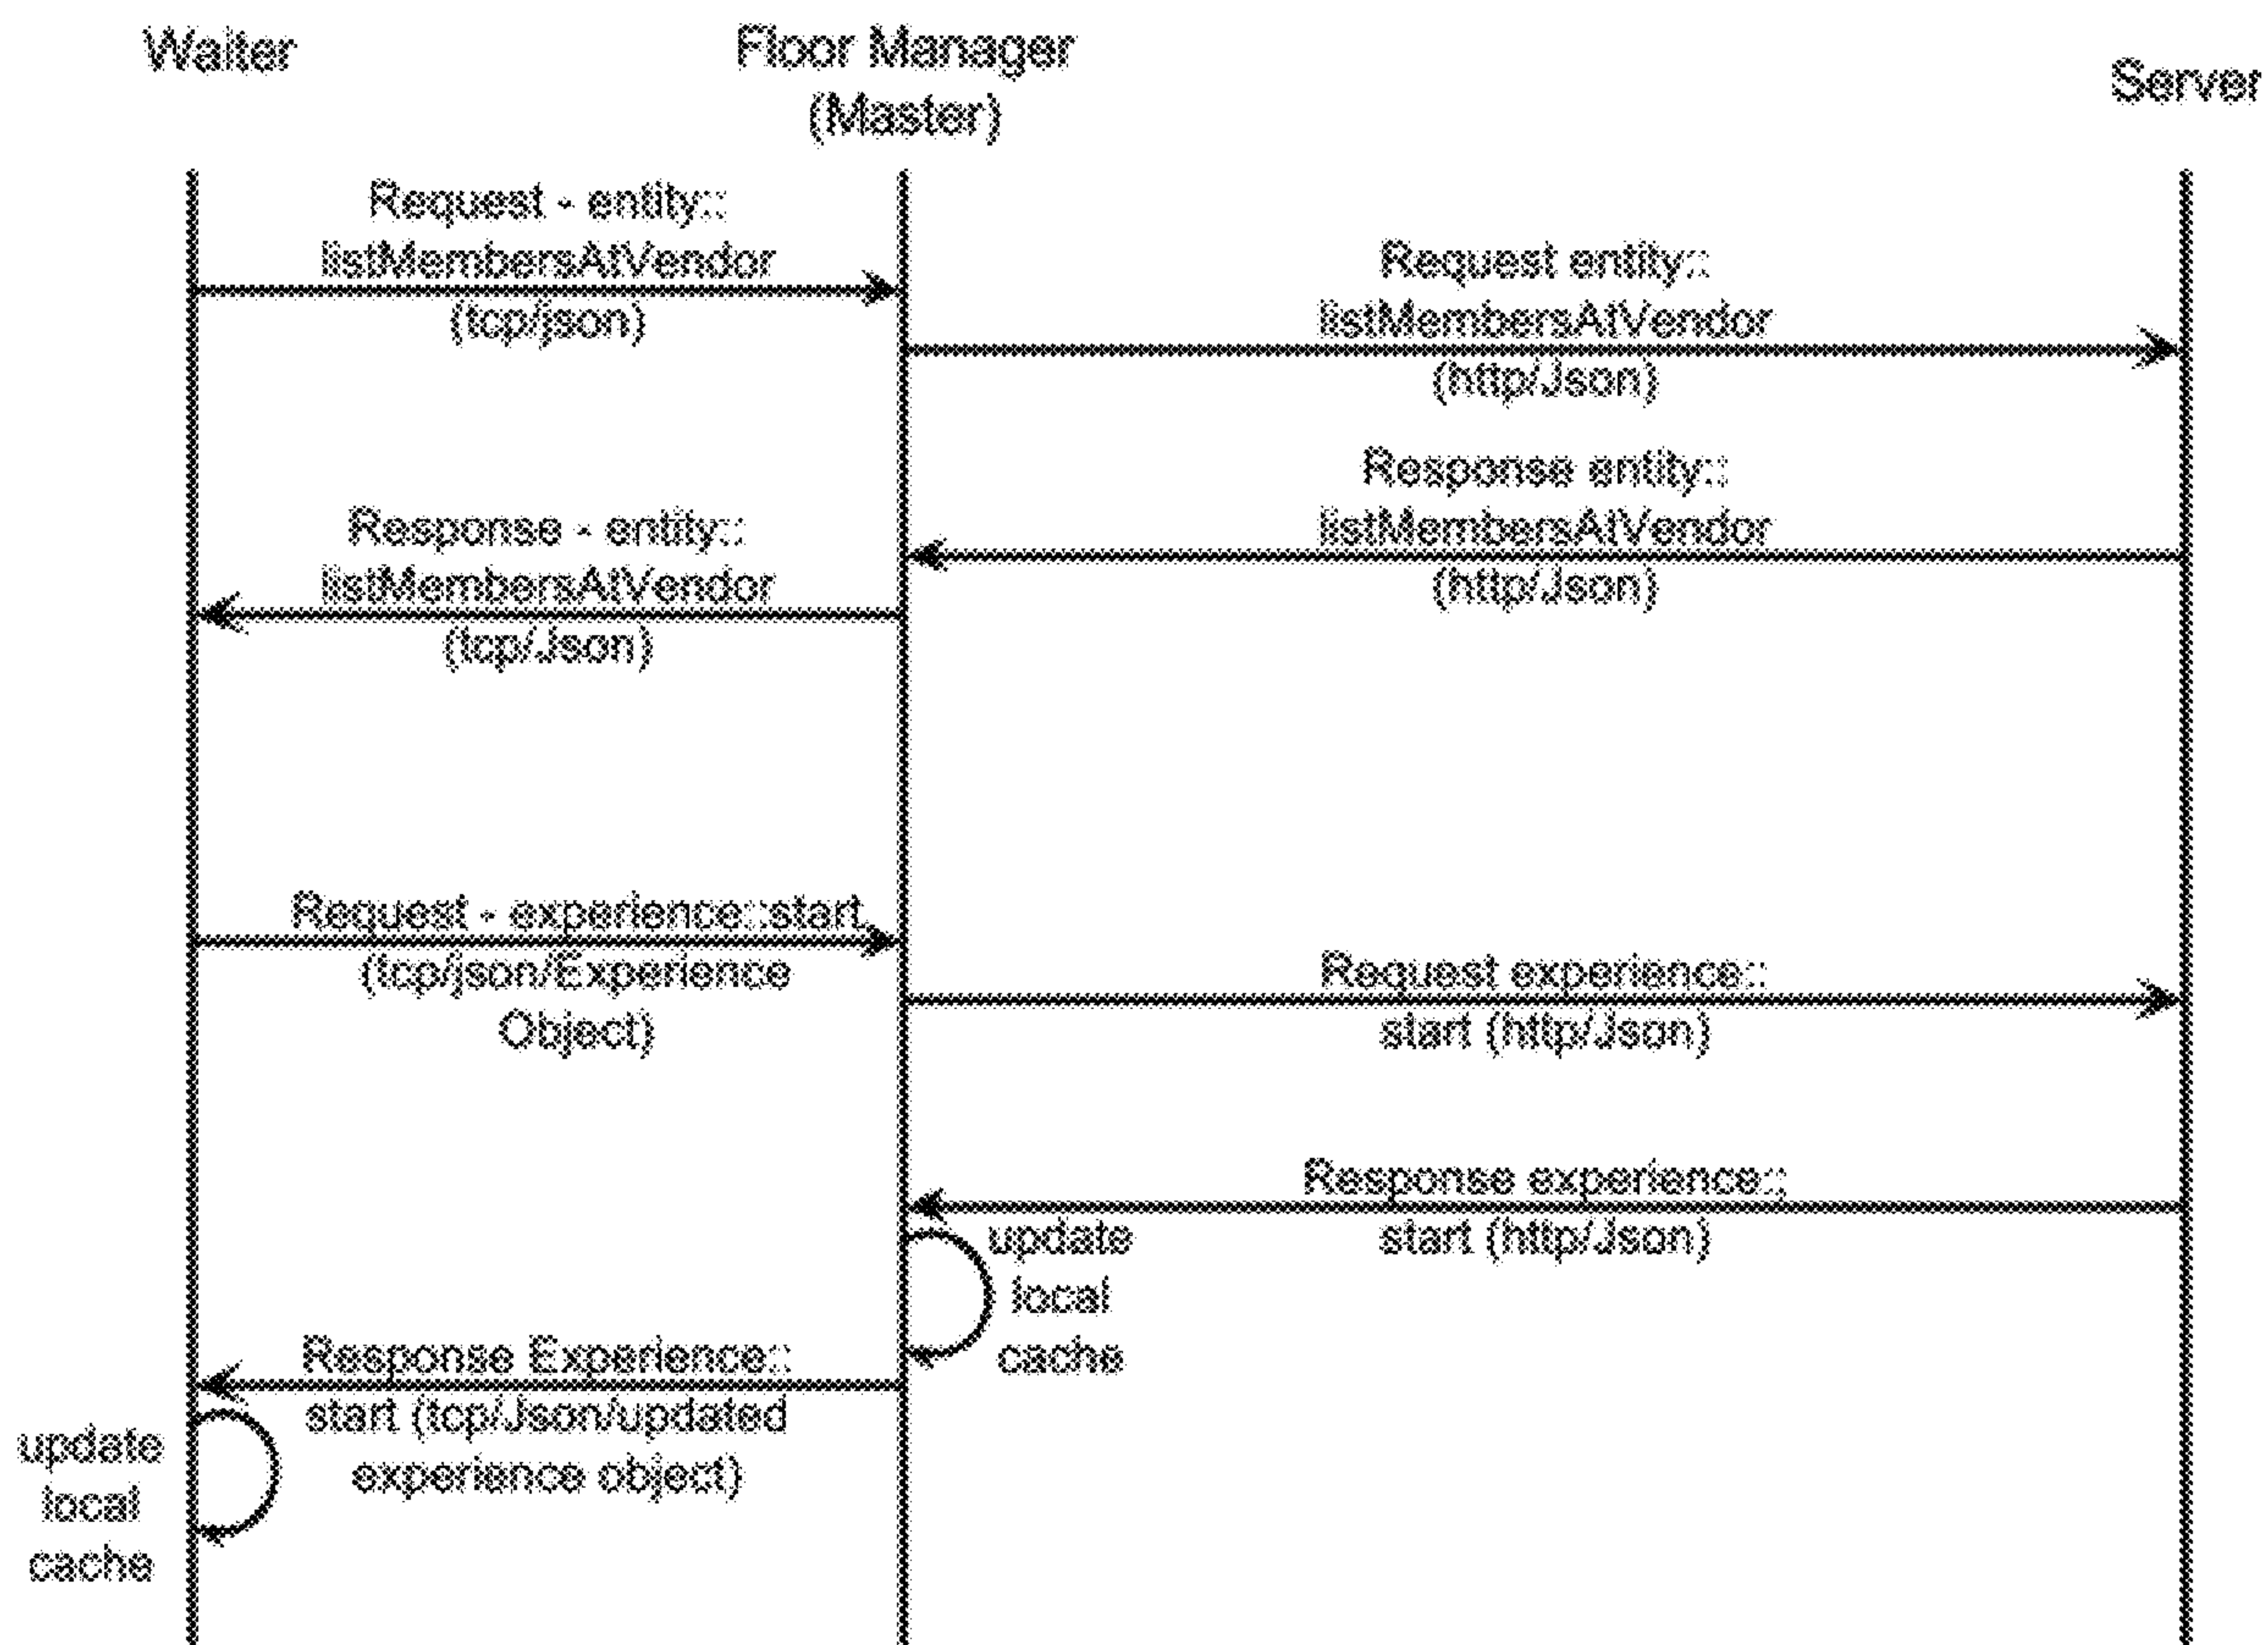 Waiter
Floor Manager
(Master)
Server
Request - entity::
listMembersAtVendor
(tcp/json)
Request entity::
listMembersAtVendor
(http/Json)
Response entity::
listMembersAtVendor
(http/Json)
Response - entity::
listMembersAtVendor
(tcp/Json)
Request - experience::start
(tcp/json/Experience
Object)
Request experience::
start (http/Json)
Response experience::
start (http/Json)
update
local
cache
Response Experience::
start (tcp/Json/updated
experience object)
update
local
cache